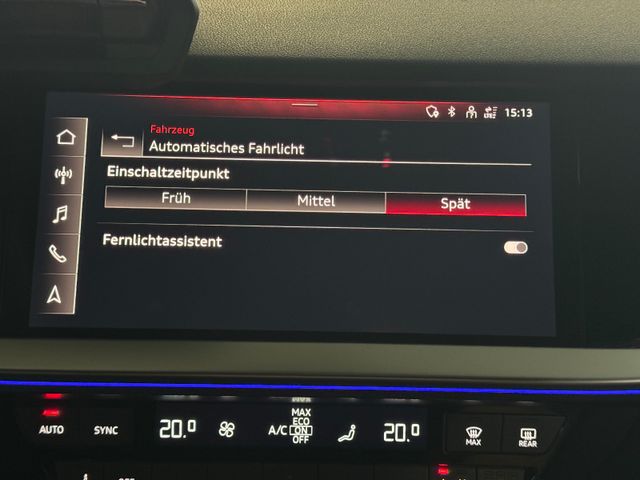 15:13
Fahrzeug
Automatisches Fahrlicht
Einschaltzeitpunkt
Früh Mittel Spät
Fernlichtassistent
AUTO SYNC 20.0 A/C MAX ECO ON OFF 20.0 MAX REAR